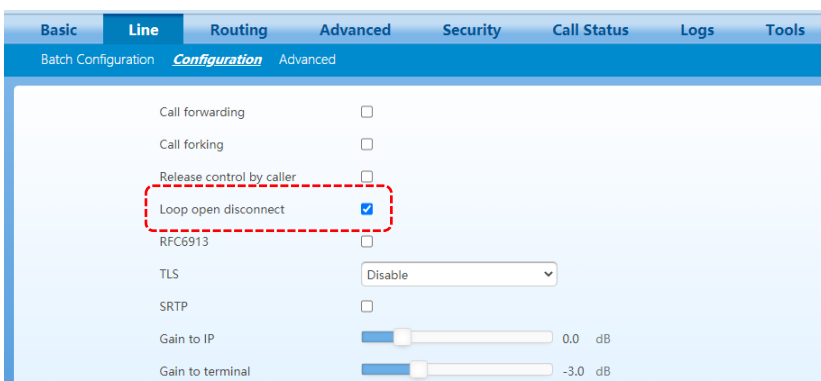 Basic Line Routing Advanced Security Call Status Logs Tools
Batch Configuration Configuration Advanced
Call forwarding
Call forking
Release control by caller
Loop open disconnect
RFC6913
TLS Disable
SRTP
Gain to IP 0.0 dB
Gain to terminal -3.0 dB